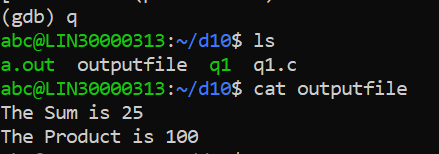 (gdb) q
abc@LIN30000313:~/d10$ ls
a.out  outputfile  q1  q1.c
abc@LIN30000313:~/d10$ cat outputfile
The Sum is 25
The Product is 100